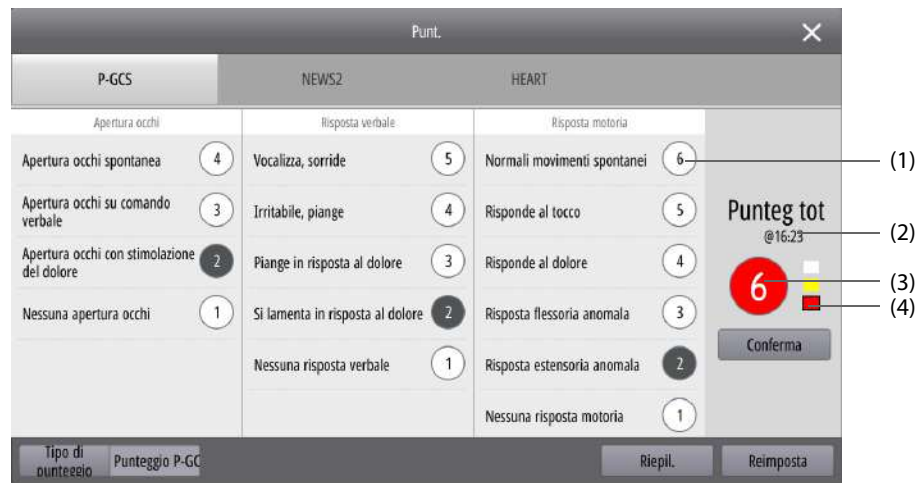 Punt.
P-GCS
NEWS2
HEART
Apertura occhi
Apertura occhi spontanea
4
Apertura occhi su comando
verbale
3
Apertura occhi con stimolazione
del dolore
2
Nessuna apertura occhi
1
Risposta verbale
Vocalizza, sorride
5
Irritabile, piange
4
Piange in risposta al dolore
3
Si lamenta in risposta al dolore
2
Nessuna risposta verbale
1
Risposta motoria
Normali movimenti spontanei
6
Risponde al tocco
5
Risponde al dolore
4
Risposta flessoria anomala
3
Risposta estensoria anomala
2
Nessuna risposta motoria
1
Punteg tot
@16:23
6
Conferma
(1)
(2)
(3)
(4)
Tipo di
punteggio
Punteggio P-GC
Riepil.
Reimposta